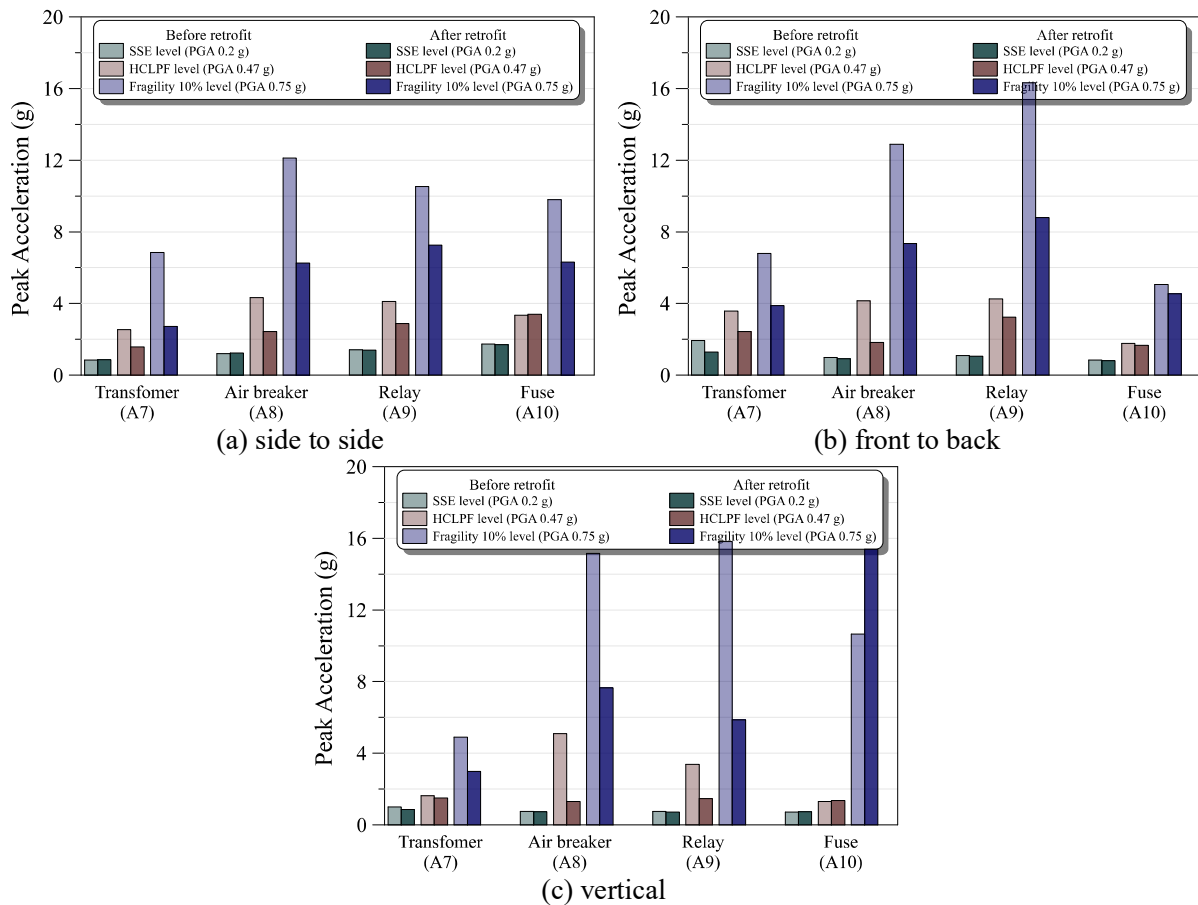 20
16
12
8
4
0
Peak Acceleration (g)
Before retrofit After retrofit
SSE level (PGA 0.2 g) SSE level (PGA 0.2 g)
HCLPF level (PGA 0.47 g) HCLPF level (PGA 0.47 g)
Fragility 10% level (PGA 0.75 g) Fragility 10% level (PGA 0.75 g)
Transfomer Air breaker Relay Fuse
(A7) (A8) (A9) (A10)
(a) side to side
20
16
12
8
4
0
Peak Acceleration (g)
Before retrofit After retrofit
SSE level (PGA 0.2 g) SSE level (PGA 0.2 g)
HCLPF level (PGA 0.47 g) HCLPF level (PGA 0.47 g)
Fragility 10% level (PGA 0.75 g) Fragility 10% level (PGA 0.75 g)
Transfomer Air breaker Relay Fuse
(A7) (A8) (A9) (A10)
(b) front to back
20
16
12
8
4
0
Peak Acceleration (g)
Before retrofit After retrofit
SSE level (PGA 0.2 g) SSE level (PGA 0.2 g)
HCLPF level (PGA 0.47 g) HCLPF level (PGA 0.47 g)
Fragility 10% level (PGA 0.75 g) Fragility 10% level (PGA 0.75 g)
Transfomer Air breaker Relay Fuse
(A7) (A8) (A9) (A10)
(c) vertical